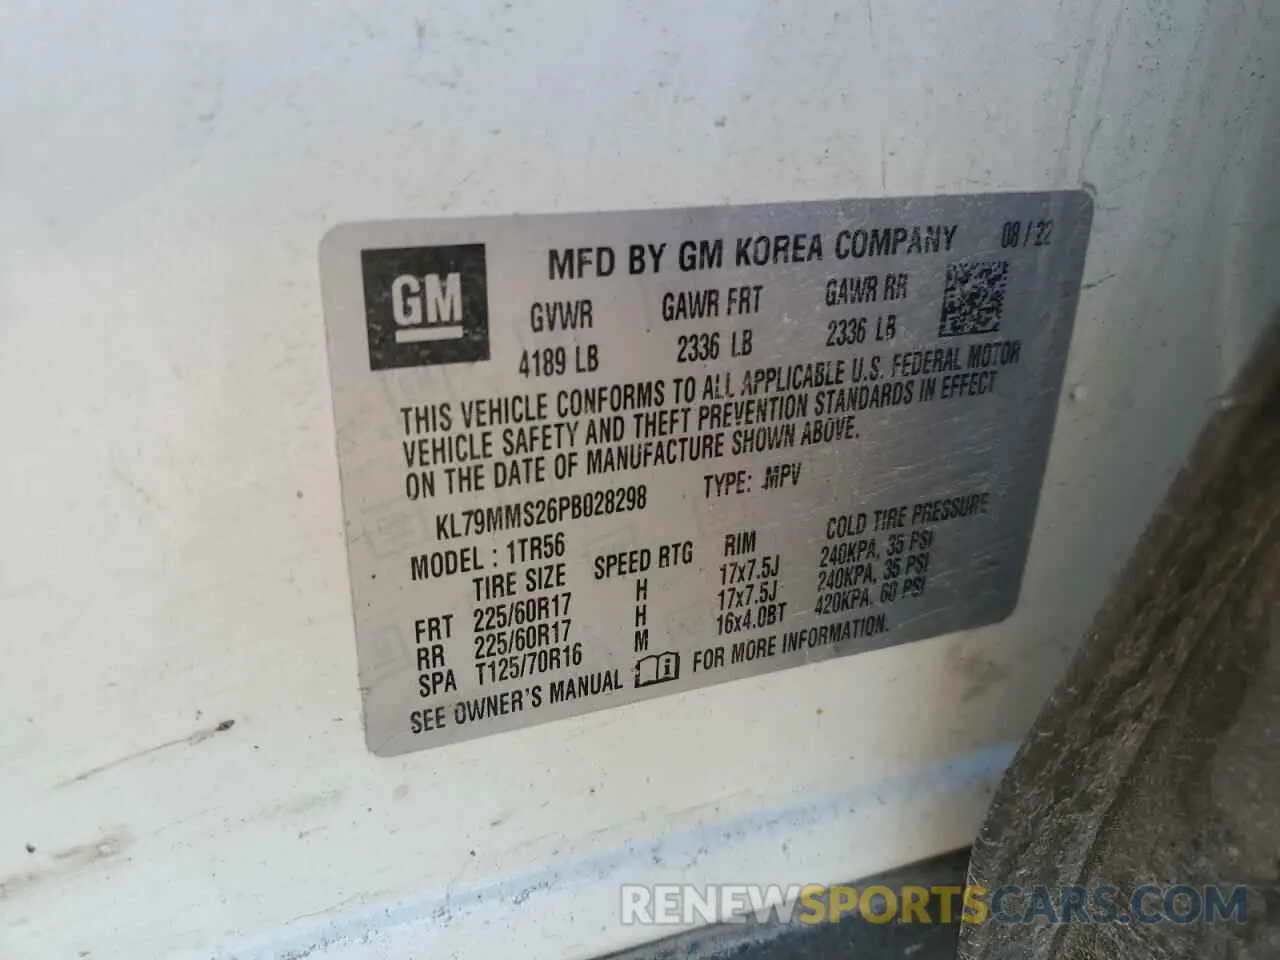 GM
MFD BY GM KOREA COMPANY 08 / 22
GVWR GAWR FRT GAWR RR
4189 LB 2336 LB 2336 LB
THIS VEHICLE CONFORMS TO ALL APPLICABLE U.S. FEDERAL MOTOR
VEHICLE SAFETY AND THEFT PREVENTION STANDARDS IN EFFECT
ON THE DATE OF MANUFACTURE SHOWN ABOVE.
KL79MMS26PB028298 TYPE: MPV
MODEL : 1TR56
TIRE SIZE SPEED RTG RIM COLD TIRE PRESSURE
FRT 225/60R17 H 17x7.5J 240KPA, 35 PSI
RR 225/60R17 H 17x7.5J 240KPA, 35 PSI
SPA T125/70R16 M 16x4.0BT 420KPA, 60 PSI
SEE OWNER'S MANUAL i FOR MORE INFORMATION.
RENEWSPORTSCARS.COM